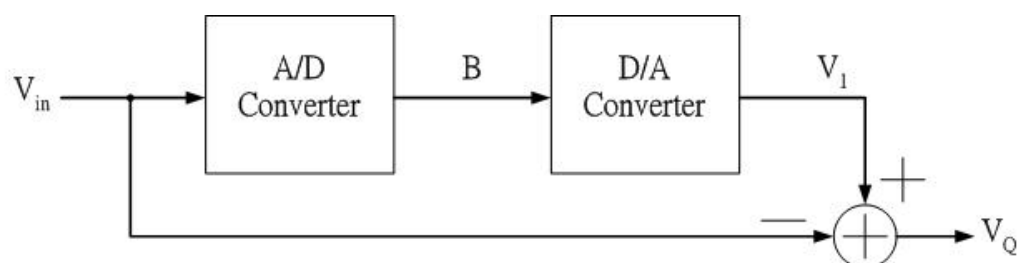 V_in
A/D
Converter
B
D/A
Converter
V_1
+
−
+
V_Q